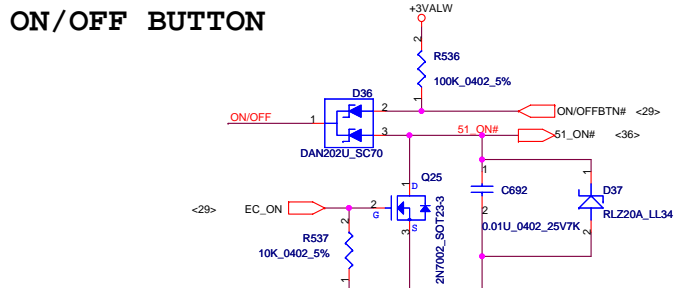 ON/OFF BUTTON
+3VALW
2
R536
100K_0402_5%
1
D36
ON/OFF
1
2
3
DAN202U_SC70
ON/OFFBTN# <29>
51_ON#
51_ON# <36>
Q25
1
D
<29> EC_ON
2
G
S
3
2N7002_SOT23-3
2
R537
10K_0402_5%
1
1
C692
2
0.01U_0402_25V7K
1
D37
RLZ20A_LL34
2